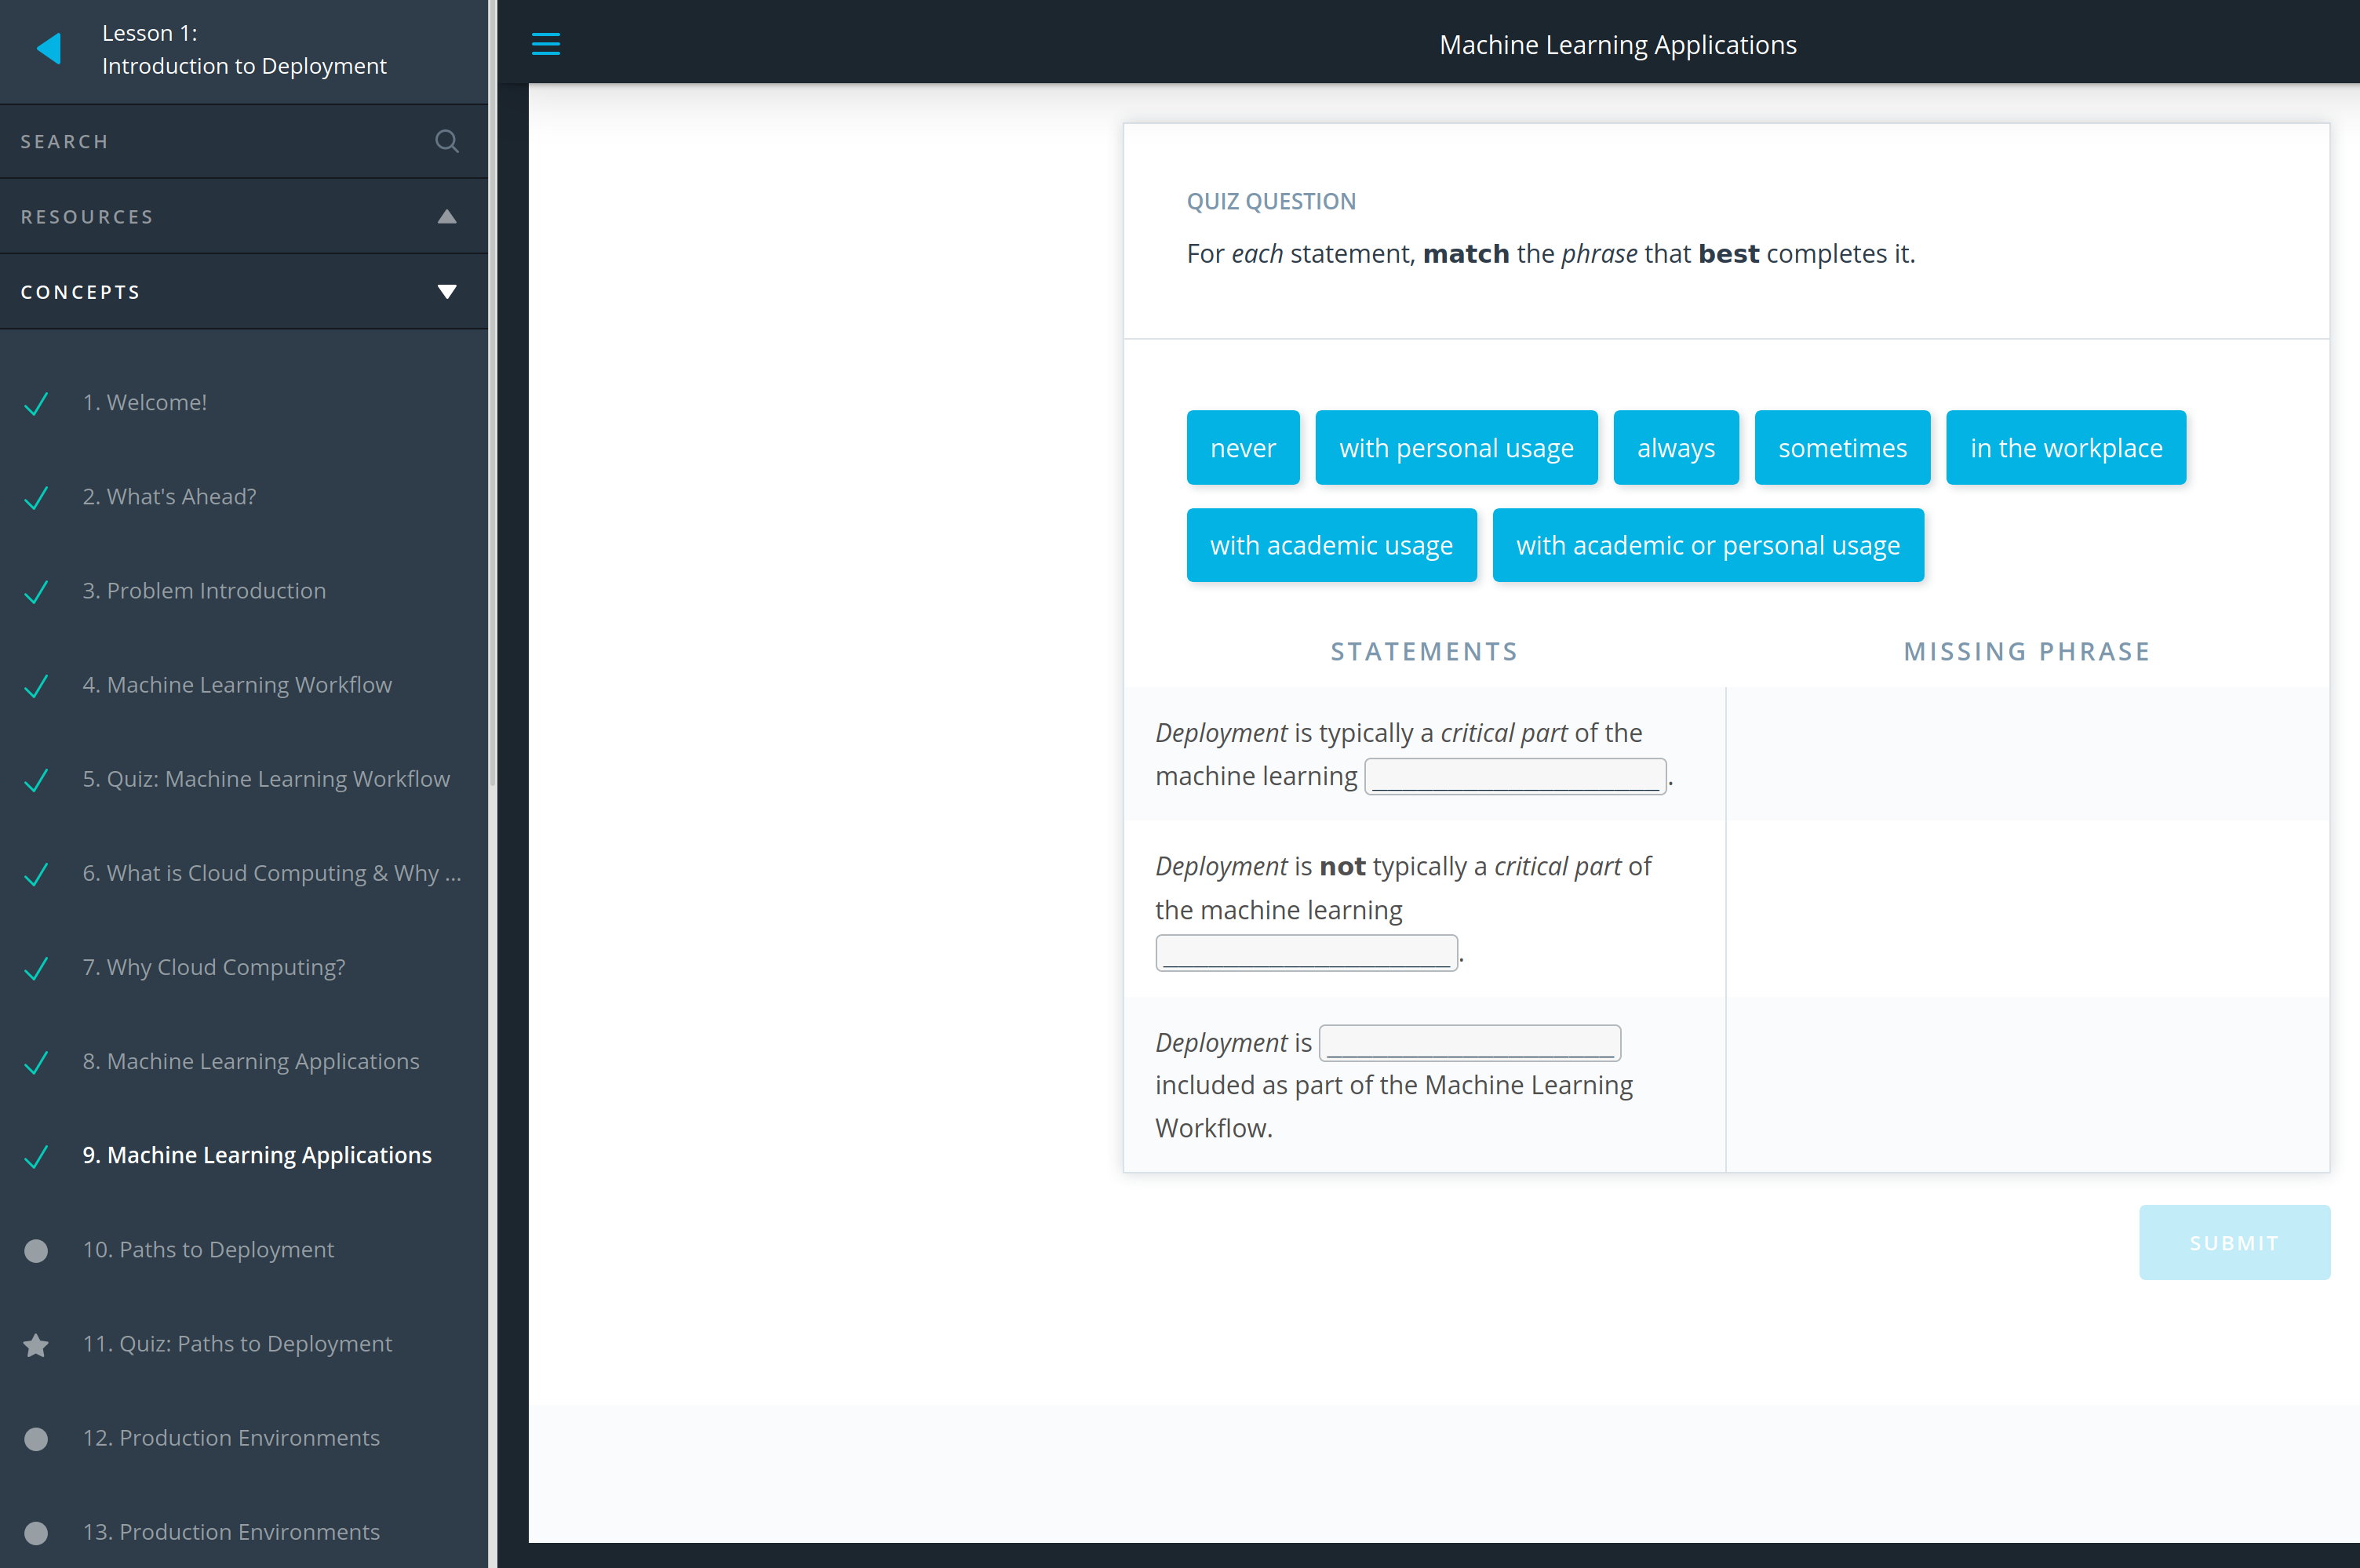 Lesson 1:
Introduction to Deployment
SEARCH
RESOURCES
CONCEPTS
1. Welcome!
2. What's Ahead?
3. Problem Introduction
4. Machine Learning Workflow
5. Quiz: Machine Learning Workflow
6. What is Cloud Computing & Why ...
7. Why Cloud Computing?
8. Machine Learning Applications
9. Machine Learning Applications
10. Paths to Deployment
11. Quiz: Paths to Deployment
12. Production Environments
13. Production Environments
Machine Learning Applications
QUIZ QUESTION
For each statement, match the phrase that best completes it.
never with personal usage always sometimes in the workplace
with academic usage with academic or personal usage
STATEMENTS MISSING PHRASE
Deployment is typically a critical part of the
machine learning ____________________.
Deployment is not typically a critical part of
the machine learning
____________________.
Deployment is ____________________
included as part of the Machine Learning
Workflow.
SUBMIT